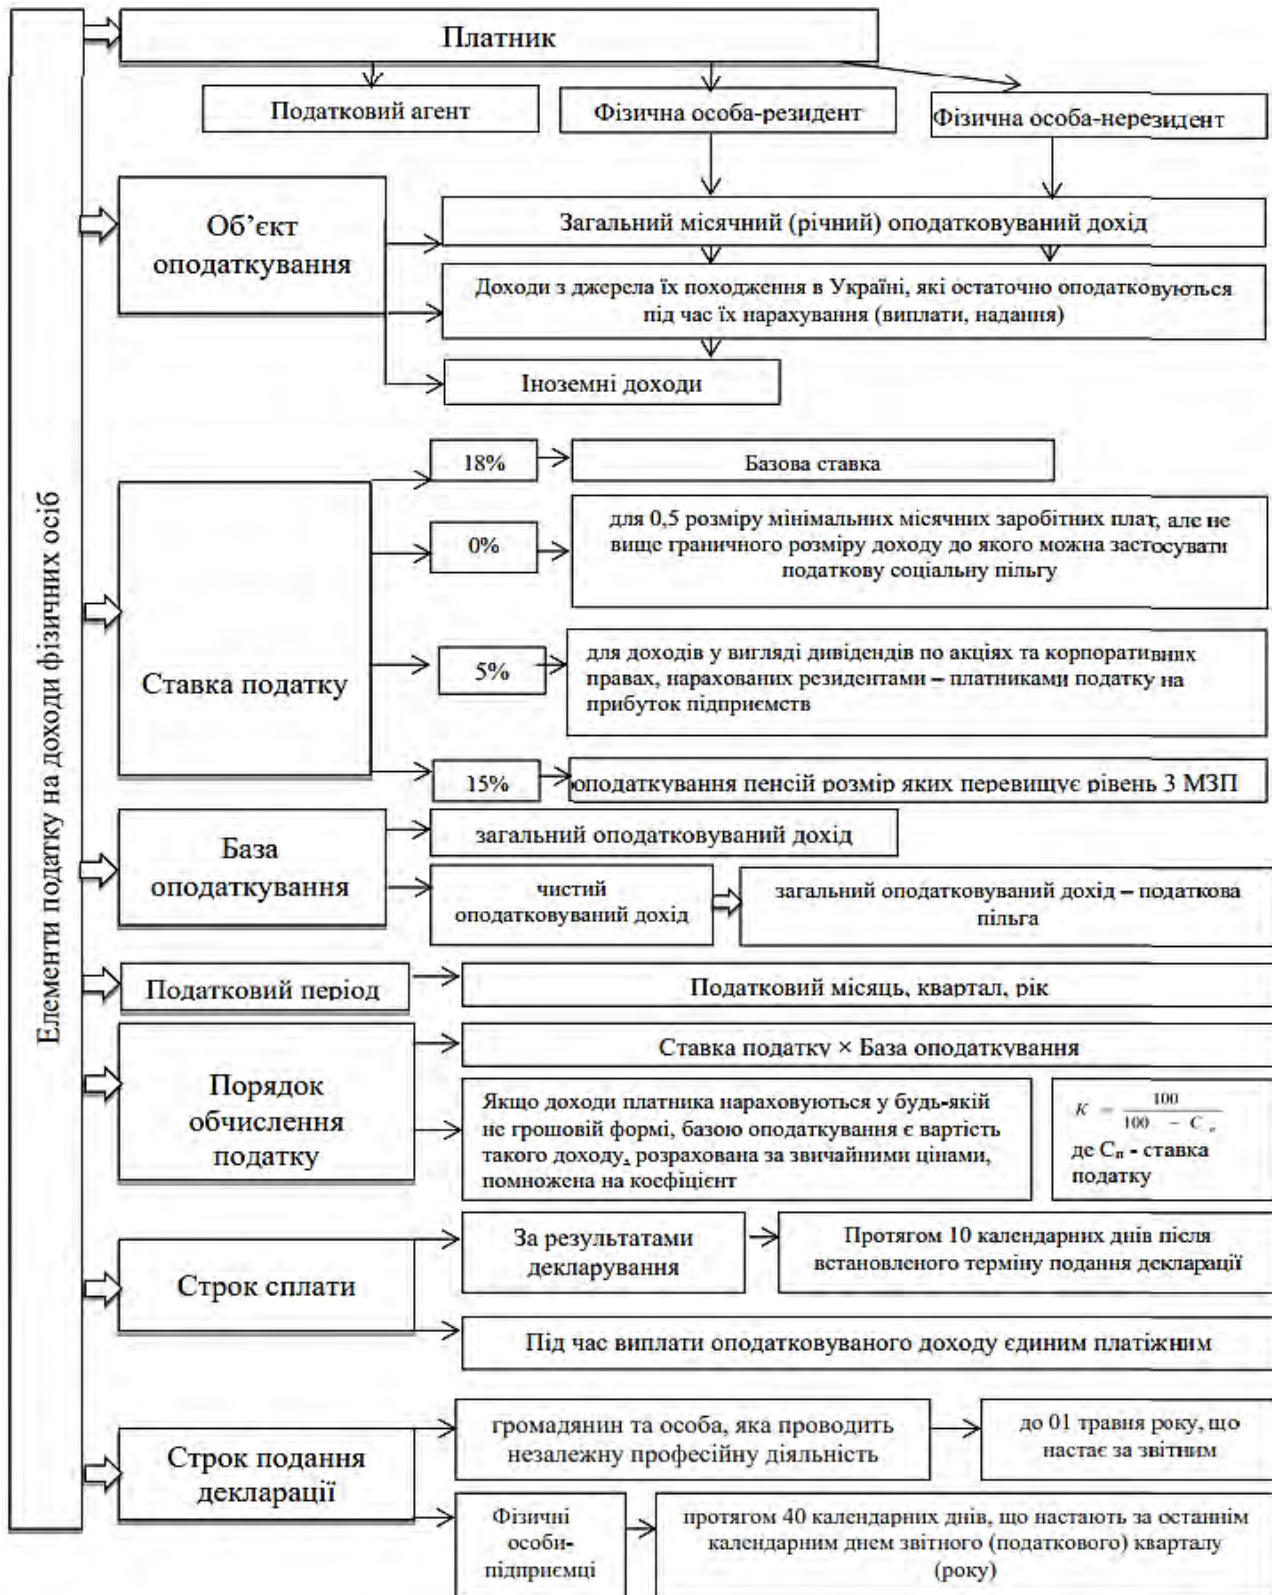 Елементи податку на доходи фізичних осіб
Платник
Податковий агент
Фізична особа-резидент
Фізична особа-нерезидент
Об’єкт
оподаткування
Загальний місячний (річний) оподатковуваний дохід
Доходи з джерела їх походження в Україні, які остаточно оподатковуються
під час їх нарахування (виплати, надання)
Іноземні доходи
Ставка податку
18%
Базова ставка
0%
для 0,5 розміру мінімальних місячних заробітних плат, але не
вище граничного розміру доходу до якого можна застосувати
податкову соціальну пільгу
5%
для доходів у вигляді дивідендів по акціях та корпоративних
правах, нарахованих резидентами – платниками податку на
прибуток підприємств
15%
оподаткування пенсій розмір яких перевищує рівень 3 МЗП
База
оподаткування
загальний оподатковуваний дохід
чистий
оподатковуваний дохід
загальний оподатковуваний дохід – податкова
пільга
Податковий період
Податковий місяць, квартал, рік
Порядок
обчислення
податку
Ставка податку × База оподаткування
Якщо доходи платника нараховуються у будь-якій
не грошовій формі, базою оподаткування є вартість
такого доходу, розрахована за звичайними цінами,
помножена на коефіцієнт
K = 100 / (100 − Cп)
де Сп - ставка
податку
Строк сплати
За результатами
декларування
Протягом 10 календарних днів після
встановленого терміну подання декларації
Під час виплати оподатковуваного доходу єдиним платіжним
Строк подання
декларації
громадянин та особа, яка проводить
незалежну професійну діяльність
до 01 травня року, що
настає за звітним
Фізичні
особи-
підприємці
протягом 40 календарних днів, що настають за останнім
календарним днем звітного (податкового) кварталу
(року)